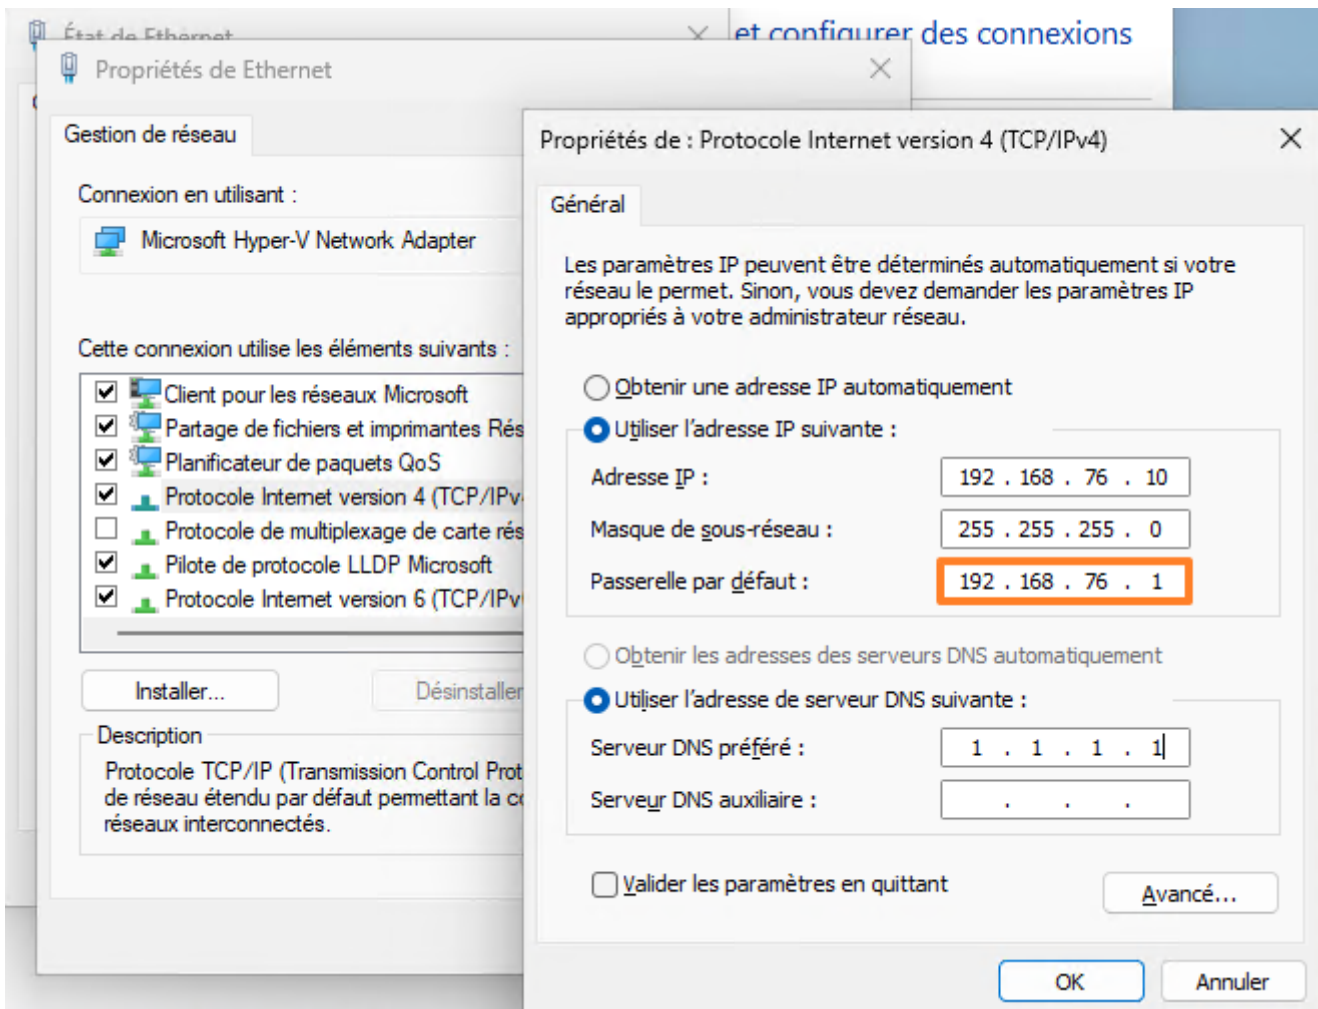 État de Ethernet
et configurer des connexions
Propriétés de Ethernet
Gestion de réseau
Connexion en utilisant :
Microsoft Hyper-V Network Adapter
Cette connexion utilise les éléments suivants :
Client pour les réseaux Microsoft
Partage de fichiers et imprimantes Rés
Planificateur de paquets QoS
Protocole Internet version 4 (TCP/IPv
Protocole de multiplexage de carte rés
Pilote de protocole LLDP Microsoft
Protocole Internet version 6 (TCP/IPv
Installer...
Désinstaller
Description
Protocole TCP/IP (Transmission Control Prot
de réseau étendu par défaut permettant la co
réseaux interconnectés.
Propriétés de : Protocole Internet version 4 (TCP/IPv4)
Général
Les paramètres IP peuvent être déterminés automatiquement si votre
réseau le permet. Sinon, vous devez demander les paramètres IP
appropriés à votre administrateur réseau.
Obtenir une adresse IP automatiquement
Utiliser l'adresse IP suivante :
Adresse IP : 192 . 168 . 76 . 10
Masque de sous-réseau : 255 . 255 . 255 . 0
Passerelle par défaut : 192 . 168 . 76 . 1
Obtenir les adresses des serveurs DNS automatiquement
Utiliser l'adresse de serveur DNS suivante :
Serveur DNS préféré : 1 . 1 . 1 . 1
Serveur DNS auxiliaire : . . .
Valider les paramètres en quittant
Avancé...
OK
Annuler